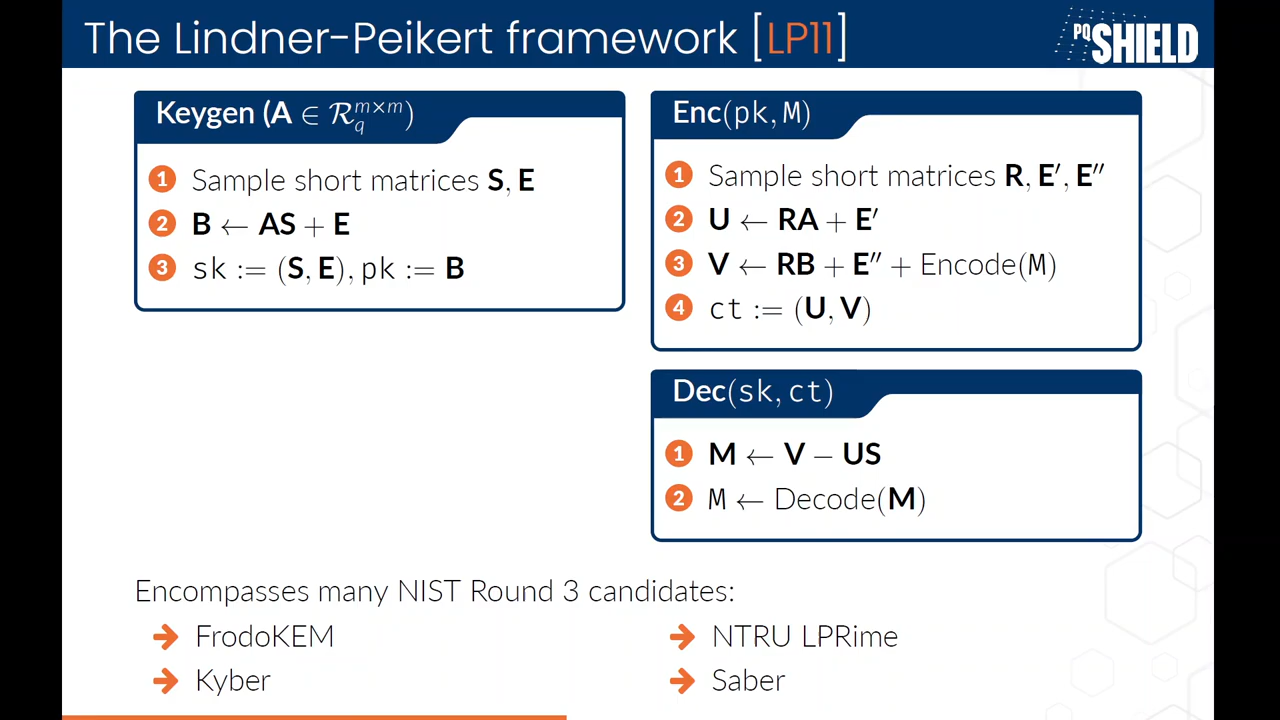 The Lindner-Peikert framework [LP11]
PQ SHIELD
Keygen (A ∈ R_q^{m×m})
1 Sample short matrices S, E
2 B ← AS + E
3 sk := (S, E), pk := B
Enc(pk, M)
1 Sample short matrices R, E′, E′′
2 U ← RA + E′
3 V ← RB + E′′ + Encode(M)
4 ct := (U, V)
Dec(sk, ct)
1 M ← V − US
2 M ← Decode(M)
Encompasses many NIST Round 3 candidates:
➔ FrodoKEM
➔ Kyber
➔ NTRU LPRime
➔ Saber